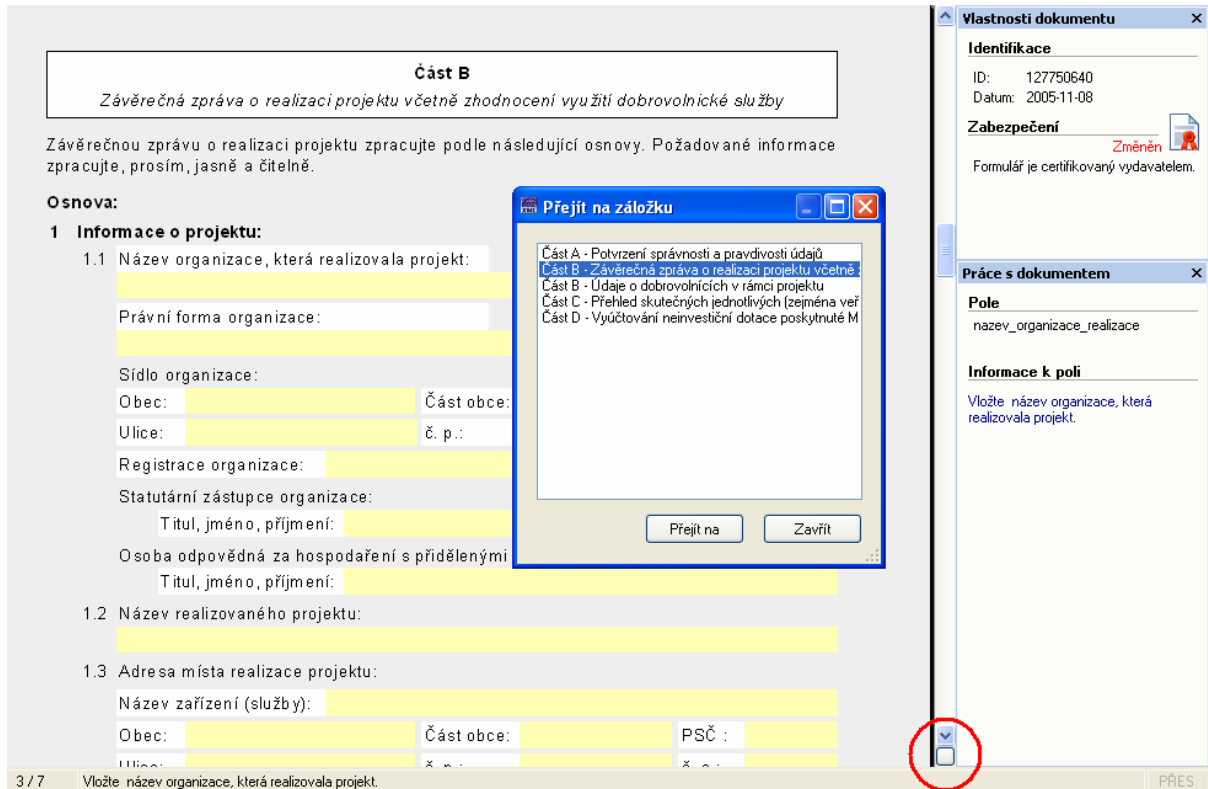 Část B
Závěrečná zpráva o realizaci projektu včetně zhodnocení využití dobrovolnické služby
Závěrečnou zprávu o realizaci projektu zpracujte podle následující osnovy. Požadované informace
zpracujte, prosím, jasně a čitelně.
Osnova:
1 Informace o projektu:
1.1 Název organizace, která realizovala projekt:
Právní forma organizace:
Sídlo organizace:
Obec:
Část obce:
Ulice:
č. p.:
Registrace organizace:
Statutární zástupce organizace:
Titul, jméno, příjmení:
Osoba odpovědná za hospodaření s přidělenými
Titul, jméno, příjmení:
1.2 Název realizovaného projektu:
1.3 Adresa místa realizace projektu:
Název zařízení (služby):
Obec:
Část obce:
PSČ :
Ulice:
č. p.:
Přejít na záložku
Část A - Potvrzení správnosti a pravdivosti údajů
Část B - Závěrečná zpráva o realizaci projektu včetně
Část B - Údaje o dobrovolnících v rámci projektu
Část C - Přehled skutečných jednotlivých (zejména veř
Část D - Vyúčtování neinvestiční dotace poskytnuté M
Přejít na
Zavřít
Vlastnosti dokumentu
Identifikace
ID: 127750640
Datum: 2005-11-08
Zabezpečení
Změněn
Formulář je certifikovaný vydavatelem.
Práce s dokumentem
Pole
nazev_organizace_realizace
Informace k poli
Vložte název organizace, která
realizovala projekt.
3 / 7 Vložte název organizace, která realizovala projekt.
PŘES